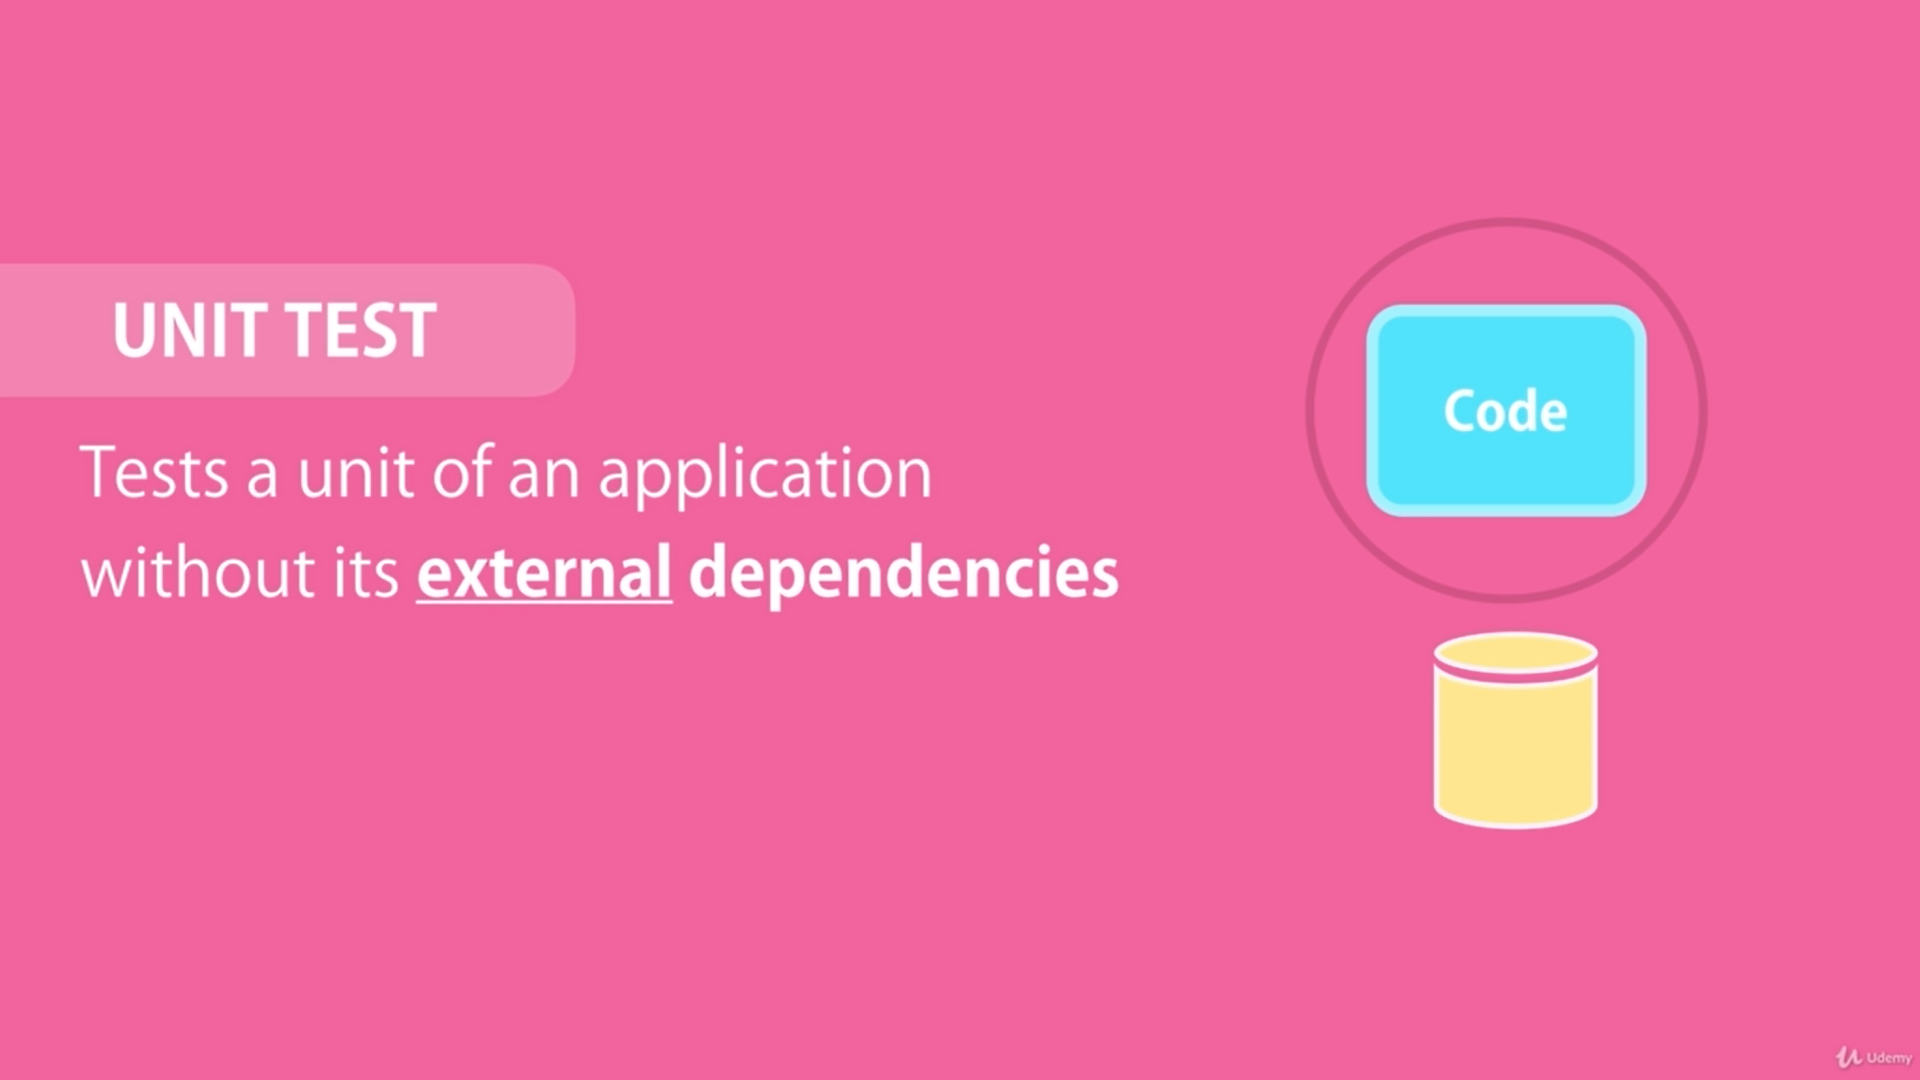 UNIT TEST
Tests a unit of an application
without its external dependencies
Code
Udemy